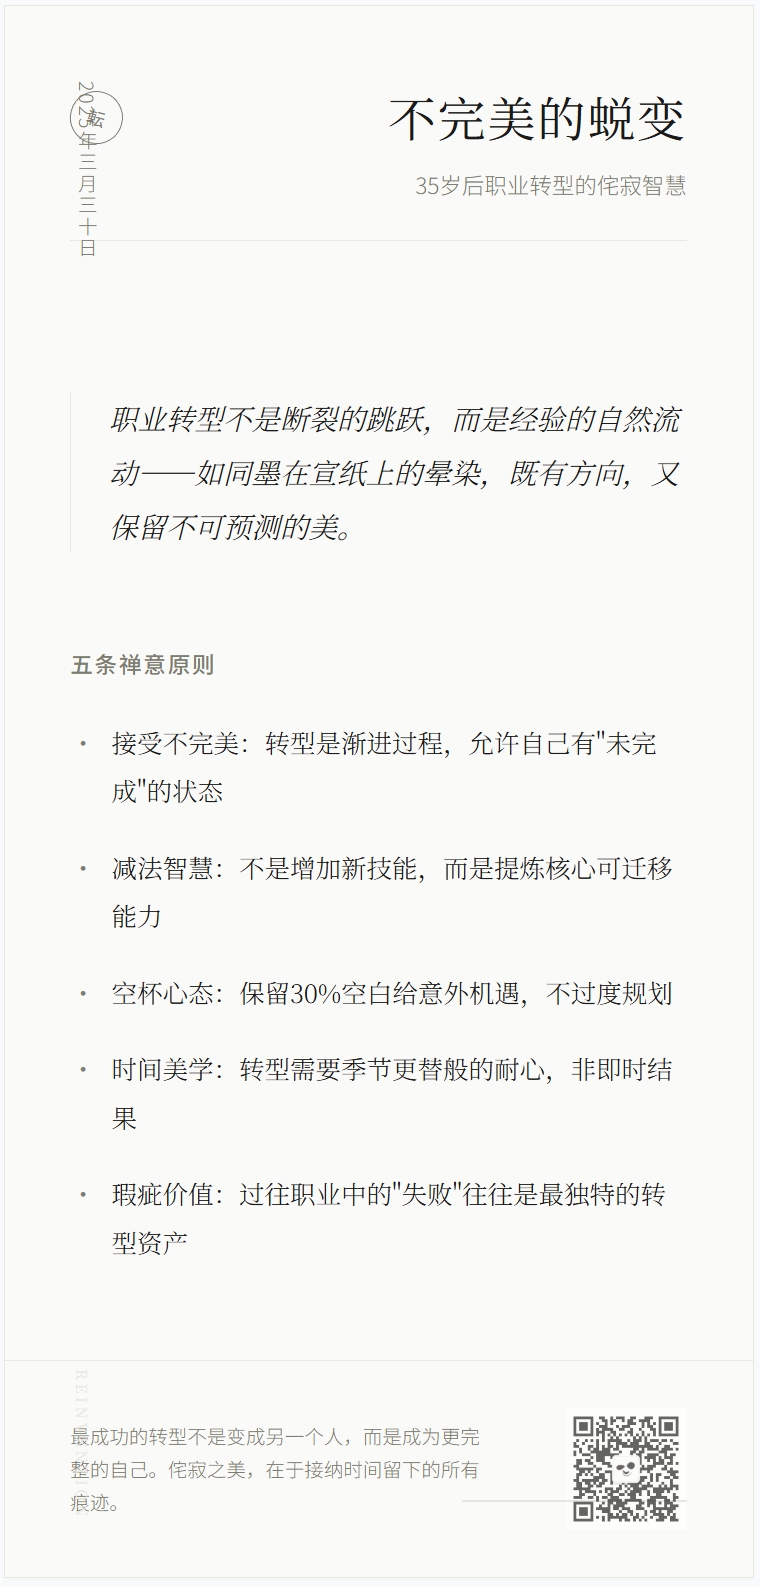 2025年三月三十日
転
不完美的蜕变
35岁后职业转型的侘寂智慧
职业转型不是断裂的跳跃，而是经验的自然流
动——如同墨在宣纸上的晕染，既有方向，又
保留不可预测的美。
五条禅意原则
• 接受不完美：转型是渐进过程，允许自己有"未完
成"的状态
• 减法智慧：不是增加新技能，而是提炼核心可迁移
能力
• 空杯心态：保留30%空白给意外机遇，不过度规划
• 时间美学：转型需要季节更替般的耐心，非即时结
果
• 瑕疵价值：过往职业中的"失败"往往是最独特的转
型资产
最成功的转型不是变成另一个人，而是成为更完
整的自己。侘寂之美，在于接纳时间留下的所有
痕迹。